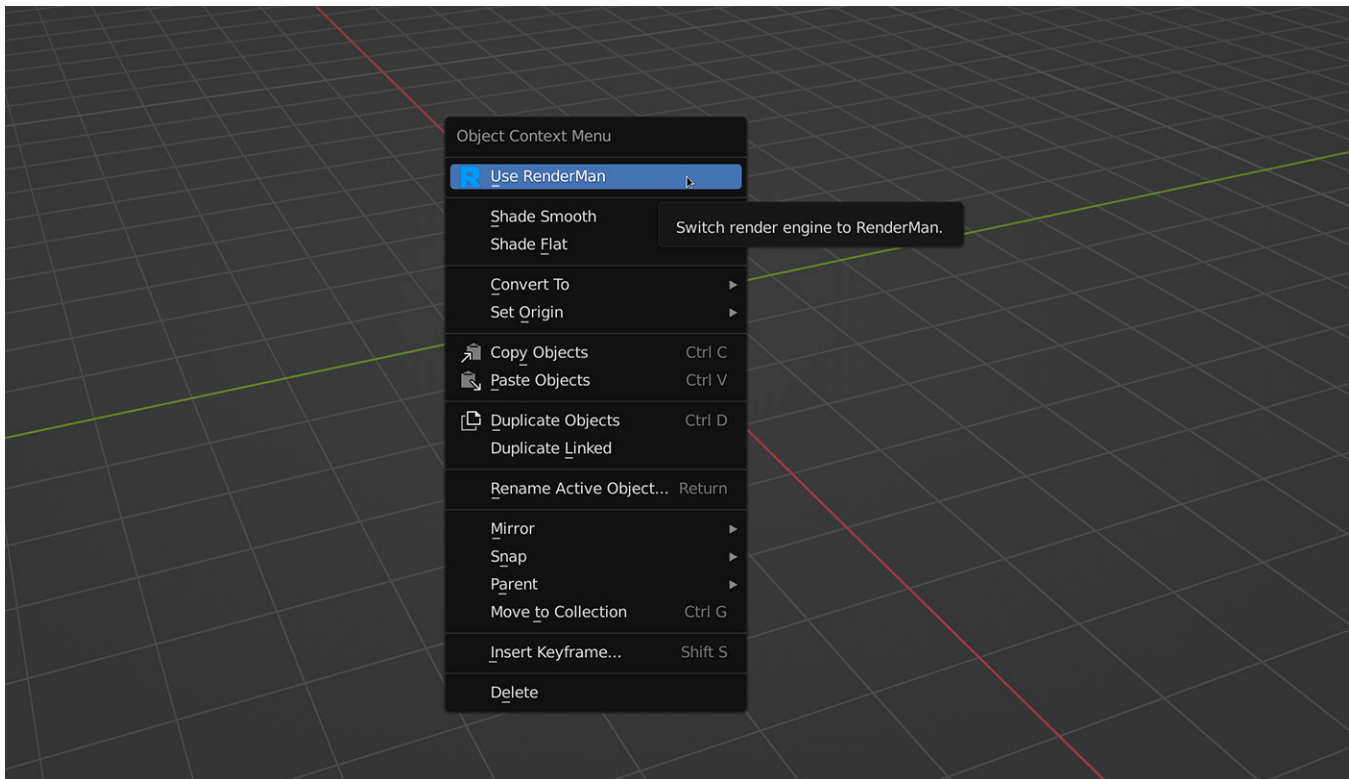 Object Context Menu
Use RenderMan
Switch render engine to RenderMan.
Shade Smooth
Shade Flat
Convert To
Set Origin
Copy Objects Ctrl C
Paste Objects Ctrl V
Duplicate Objects Ctrl D
Duplicate Linked
Rename Active Object... Return
Mirror
Snap
Parent
Move to Collection Ctrl G
Insert Keyframe... Shift S
Delete